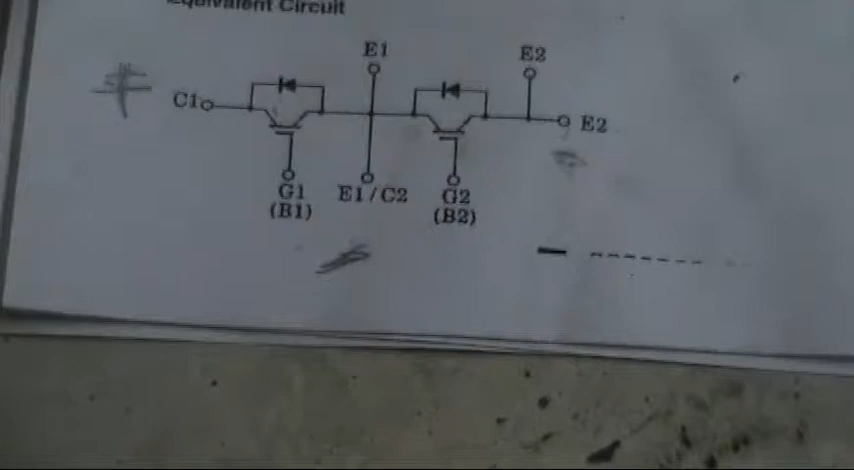 Equivalent Circuit
E1
E2
C1
E2
G1
(B1)
E1/C2
G2
(B2)